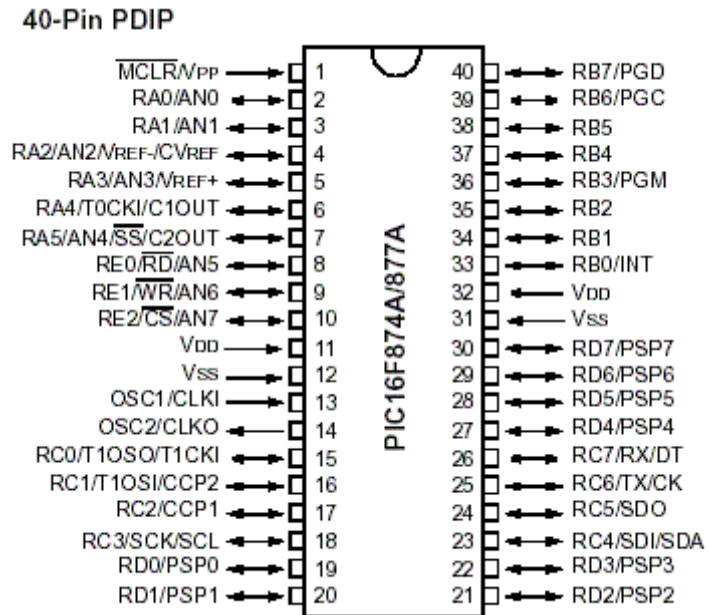 40-Pin PDIP
MCLR/VPP 1 40 RB7/PGD
RA0/AN0 2 39 RB6/PGC
RA1/AN1 3 38 RB5
RA2/AN2/VREF-/CVREF 4 37 RB4
RA3/AN3/VREF+ 5 36 RB3/PGM
RA4/T0CKI/C1OUT 6 35 RB2
RA5/AN4/SS/C2OUT 7 34 RB1
RE0/RD/AN5 8 33 RB0/INT
RE1/WR/AN6 9 32 VDD
RE2/CS/AN7 10 31 VSS
VDD 11 30 RD7/PSP7
VSS 12 29 RD6/PSP6
OSC1/CLKI 13 28 RD5/PSP5
OSC2/CLKO 14 27 RD4/PSP4
RC0/T1OSO/T1CKI 15 26 RC7/RX/DT
RC1/T1OSI/CCP2 16 25 RC6/TX/CK
RC2/CCP1 17 24 RC5/SDO
RC3/SCK/SCL 18 23 RC4/SDI/SDA
RD0/PSP0 19 22 RD3/PSP3
RD1/PSP1 20 21 RD2/PSP2
PIC16F874A/877A